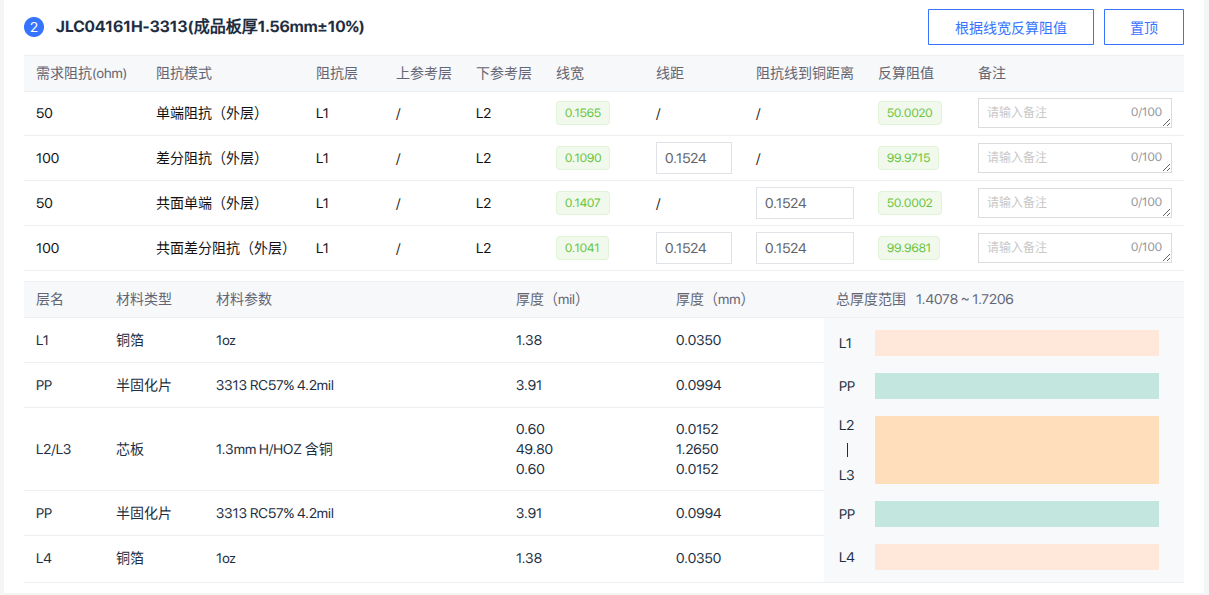 2 JLC04161H-3313(成品板厚1.56mm±10%) 根据线宽反算阻值 置顶
需求阻抗(ohm) 阻抗模式 阻抗层 上参考层 下参考层 线宽 线距 阻抗线到铜距离 反算阻值 备注
50 单端阻抗（外层） L1 / L2 0.1565 / / 50.0020 请输入备注 0/100
100 差分阻抗（外层） L1 / L2 0.1090 0.1524 / 99.9715 请输入备注 0/100
50 共面单端（外层） L1 / L2 0.1407 / 0.1524 50.0002 请输入备注 0/100
100 共面差分阻抗（外层） L1 / L2 0.1041 0.1524 0.1524 99.9681 请输入备注 0/100
层名 材料类型 材料参数 厚度（mil） 厚度（mm） 总厚度范围 1.4078 ~ 1.7206
L1 铜箔 1oz 1.38 0.0350 L1
PP 半固化片 3313 RC57% 4.2mil 3.91 0.0994 PP
0.60 0.0152 L2
L2/L3 芯板 1.3mm H/HOZ 含铜 49.80 1.2650 |
0.60 0.0152 L3
PP 半固化片 3313 RC57% 4.2mil 3.91 0.0994 PP
L4 铜箔 1oz 1.38 0.0350 L4